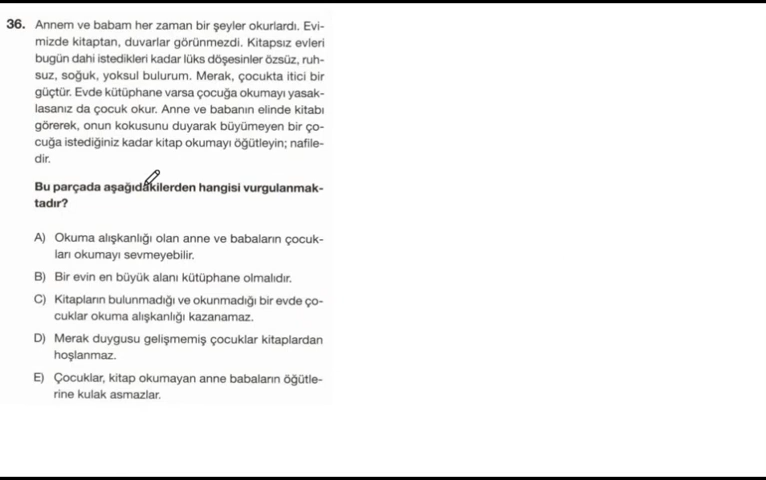 36. Annem ve babam her zaman bir şeyler okurlardı. Evi-
mizde kitaptan, duvarlar görünmezdi. Kitapsız evleri
bugün dahi istedikleri kadar lüks döşesinler özsüz, ruh-
suz, soğuk, yoksul bulurum. Merak, çocukta itici bir
güçtür. Evde kütüphane varsa çocuğa okumayı yasak-
lasanız da çocuk okur. Anne ve babanın elinde kitabı
görerek, onun kokusunu duyarak büyümeyen bir ço-
cuğa istediğiniz kadar kitap okumayı öğütleyin; nafile-
dir.
Bu parçada aşağıdakilerden hangisi vurgulanmak-
tadır?
A) Okuma alışkanlığı olan anne ve babaların çocuk-
ları okumayı sevmeyebilir.
B) Bir evin en büyük alanı kütüphane olmalıdır.
C) Kitapların bulunmadığı ve okunmadığı bir evde ço-
cuklar okuma alışkanlığı kazanamaz.
D) Merak duygusu gelişmemiş çocuklar kitaplardan
hoşlanmaz.
E) Çocuklar, kitap okumayan anne babaların öğütle-
rine kulak asmazlar.